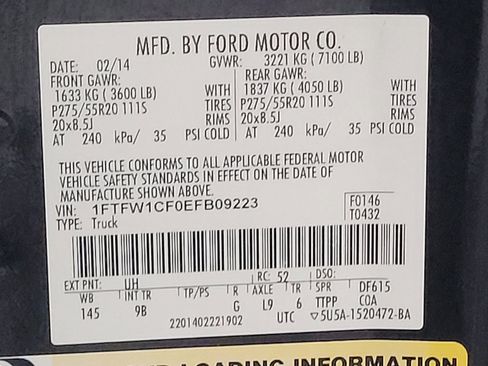 MFD. BY FORD MOTOR CO.
DATE: 02/14 GVWR: 3221 KG ( 7100 LB)
FRONT GAWR: REAR GAWR:
1633 KG ( 3600 LB) WITH 1837 KG ( 4050 LB) WITH
P275/55R20 111S TIRES P275/55R20 111S TIRES
20x8.5J RIMS 20x8.5J RIMS
AT 240 kPa/ 35 PSI COLD AT 240 kPa/ 35 PSI COLD
THIS VEHICLE CONFORMS TO ALL APPLICABLE FEDERAL MOTOR
VEHICLE SAFETY STANDARDS IN EFFECT ON THE DATE OF
MANUFACTURE SHOWN ABOVE.
VIN: 1FTFW1CF0EFB09223 F0146
TYPE: Truck T0432
EXT PNT: UH RC: 52 DSO:
WB INT TR TP/PS R AXLE TR SPR DF615
145 9B G L9 6 TTPP COA
2201402221902 UTC ▽5U5A-1520472-BA
LOADING INFORMATION